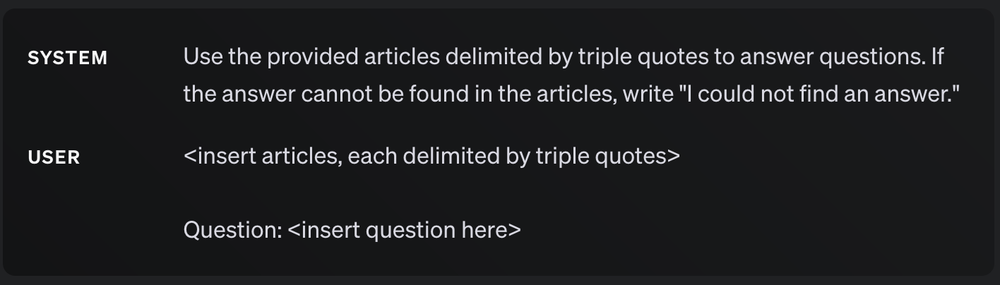 SYSTEM Use the provided articles delimited by triple quotes to answer questions. If
the answer cannot be found in the articles, write "I could not find an answer."
USER <insert articles, each delimited by triple quotes>
Question: <insert question here>